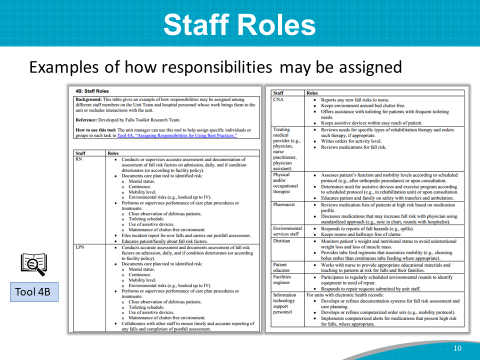 Staff Roles
Examples of how responsibilities may be assigned
4B: Staff Roles
Background: This table gives an example of how responsibilities may be assigned among
different staff members on the Unit Team and hospital personnel whose work brings them to the
unit or includes interactions with the unit.
Reference: Developed by Falls Toolkit Research Team.
How to use this tool: The unit manager can use this tool to help assign specific individuals or
groups to each task in Tool 4A, "Assigning Responsibilities for Using Best Practices."
Staff Roles
RN
• Conducts or supervises accurate assessment and documentation of
assessment of fall risk factors on admission, daily, and if condition
deteriorates (or according to facility policy).
• Documents care plan tied to identified risk:
o Mental status.
o Continence.
o Mobility level.
o Environmental risks (e.g., hooked up to IV).
• Performs or supervises performance of care plan procedures or
treatments:
o Close observation of delirious patients.
o Toileting schedule.
o Use of assistive devices.
o Maintenance of clutter-free environment.
• Files incident report for new falls and carries out postfall assessment.
• Educates patient/family about fall risk factors.
LPN
• Conducts accurate assessment and documents assessment of fall risk
factors on admission, daily, and if condition deteriorates (or according
to facility policy).
• Documents care plan tied to identified risk:
o Mental status.
o Continence.
o Mobility level.
o Environmental risks (e.g., hooked up to IV).
• Performs or supervises performance of care plan procedures or
treatments:
o Close observation of delirious patients.
o Toileting schedule.
o Use of assistive devices.
o Maintenance of clutter-free environment.
• Collaborates with other staff to ensure timely and accurate reporting of
any falls and completion of postfall assessment.
Staff Roles
CNA
• Reports any new fall risks to nurse.
• Keeps environment around bed clutter free.
• Offers assistance with toileting for patients with frequent toileting
needs.
• Keeps assistive devices within easy reach of patient.
Treating
medical
provider (e.g.,
physician,
nurse
practitioner,
physician
assistant)
• Reviews needs for specific types of rehabilitation therapy and orders
such therapy, if appropriate.
• Writes orders for activity level.
• Reviews medications for fall risk.
Physical
and/or
occupational
therapist
• Assesses patient's function and mobility levels according to scheduled
protocol (e.g., after orthopedic procedures) or upon consultation.
• Determines need for assistive devices and exercise program according
to scheduled protocol (e.g., in rehabilitation unit) or upon consultation.
• Educates patient and family on safety with transfers and ambulation.
Pharmacist
• Reviews medication lists of patients at high risk based on medication
profile.
• Discusses medications that may increase fall risk with physician using
standardized approach (e.g., note in chart, rounds with hospitalist).
Environmental
services staff
• Responds to reports of fall hazards (e.g., spills).
• Keeps rooms and hallways free of clutter.
Dietitian
• Monitors patient's weight and nutritional status to avoid unintentional
weight loss and loss of muscle mass.
• Provides tube feed regimens that maximize mobility (e.g., choosing
bolus rather than continuous tube feeding where appropriate).
Patient
educator
• Works with nurse to provide appropriate educational materials and
teaching to patients at risk for falls and their families.
Facilities
engineer
• Participates in regularly scheduled environmental rounds to identify
equipment in need of repair.
• Responds to repair requests submitted by unit staff.
Information
technology
support
personnel
For units with electronic health records:
• Develops or refines documentation systems for fall risk assessment and
care planning.
• Develops or refines computerized order sets (e.g., mobility protocol).
• Implements computerized alerts for medications that present high risk
for falls, where appropriate.
Tool 4B
10